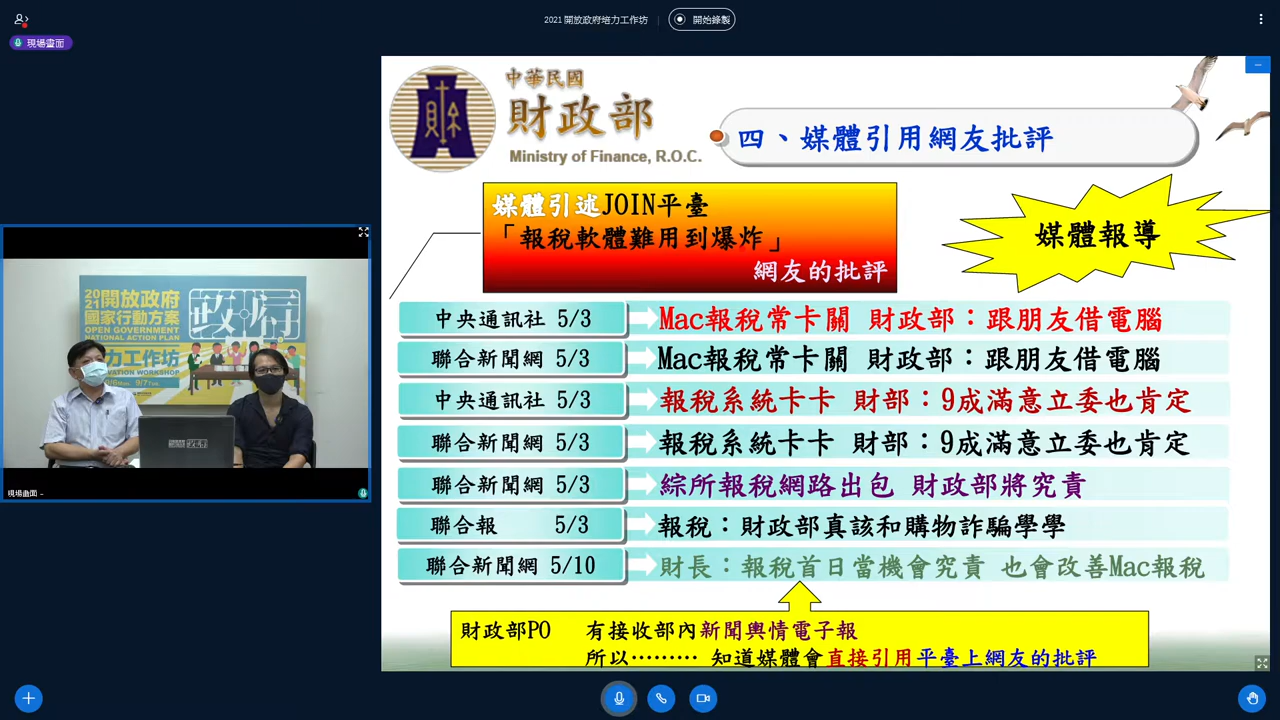 2021 開放政府培力工作坊
開始錄製
現場畫面
中華民國
財政部
Ministry of Finance, R.O.C.
四、媒體引用網友批評
媒體引述JOIN平臺
「報稅軟體難用到爆炸」
網友的批評
媒體報導
中央通訊社 5/3 Mac報稅常卡關 財政部：跟朋友借電腦
聯合新聞網 5/3 Mac報稅常卡關 財政部：跟朋友借電腦
中央通訊社 5/3 報稅系統卡卡 財部：9成滿意立委也肯定
聯合新聞網 5/3 報稅系統卡卡 財部：9成滿意立委也肯定
聯合新聞網 5/3 綜所報稅網路出包 財政部將究責
聯合報 5/3 報稅：財政部真該和購物詐騙學學
聯合新聞網 5/10 財長：報稅首日當機會究責 也會改善Mac報稅
財政部PO 有接收部內新聞輿情電子報
所以……… 知道媒體會直接引用平臺上網友的批評
2021開放政府
國家行動方案
OPEN GOVERNMENT
NATIONAL ACTION PLAN
力工作坊
現場畫面